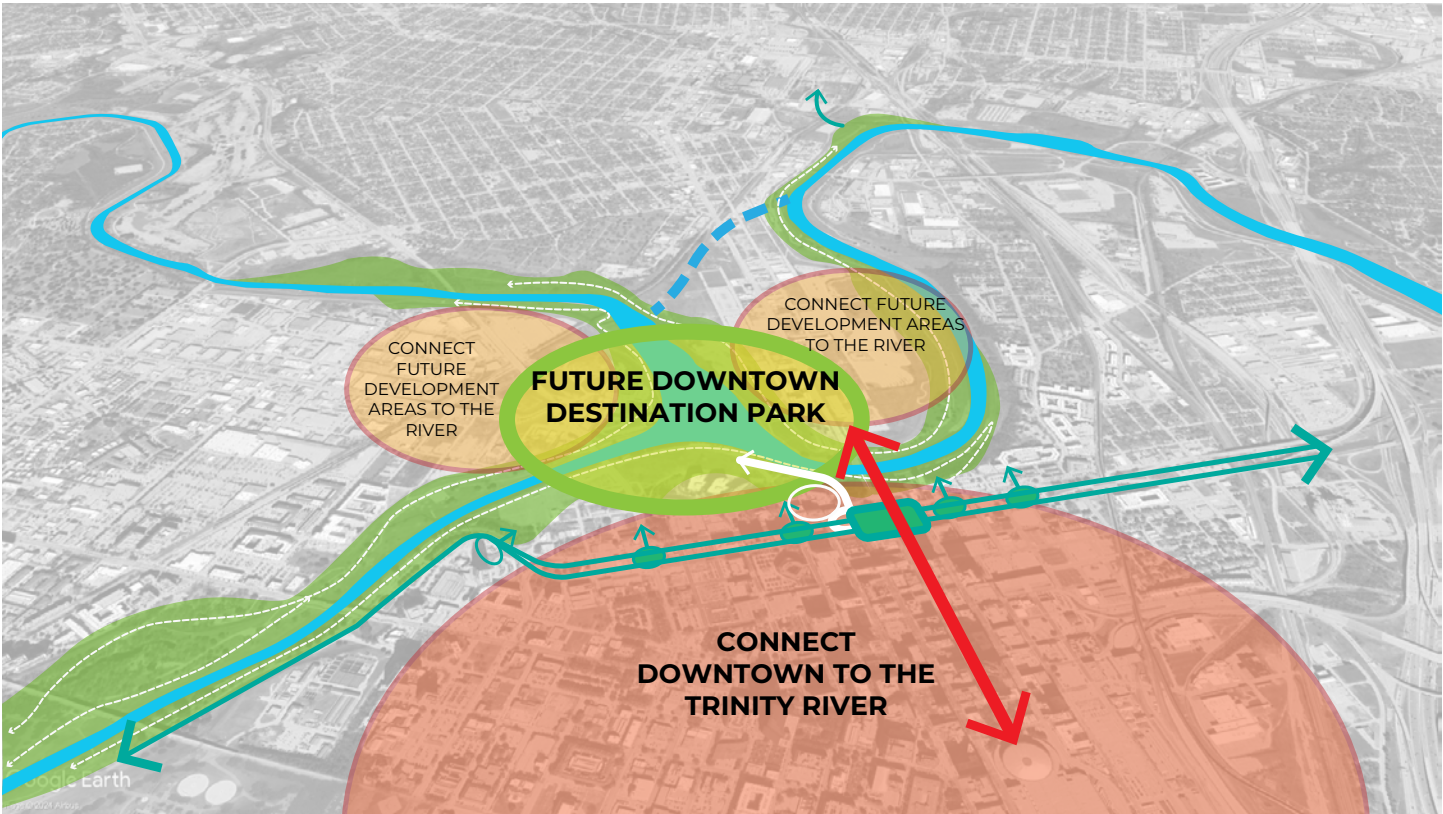 CONNECT FUTURE
DEVELOPMENT AREAS
TO THE RIVER
CONNECT
FUTURE
DEVELOPMENT
AREAS TO THE
RIVER
FUTURE DOWNTOWN
DESTINATION PARK
CONNECT
DOWNTOWN TO THE
TRINITY RIVER
Google Earth